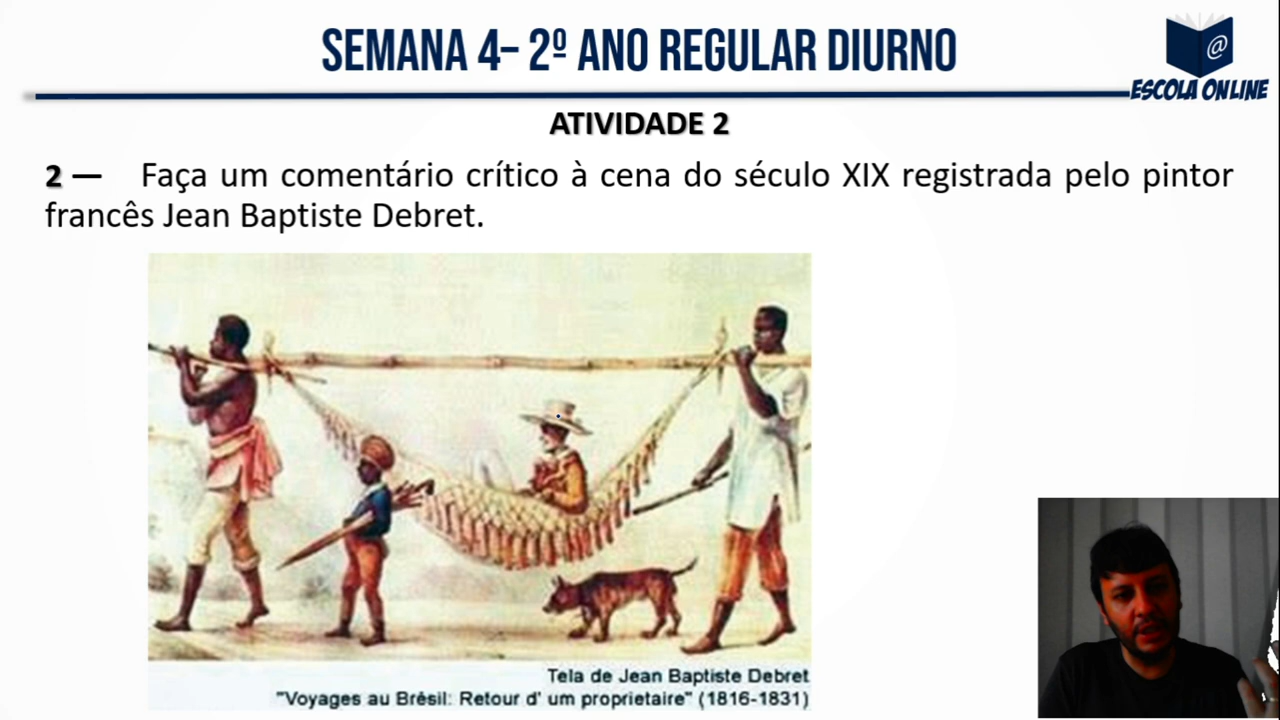 SEMANA 4– 2º ANO REGULAR DIURNO
@
ESCOLA ONLINE
ATIVIDADE 2
2 — Faça um comentário crítico à cena do século XIX registrada pelo pintor
francês Jean Baptiste Debret.
Tela de Jean Baptiste Debret
"Voyages au Brésil: Retour d' um proprietaire" (1816-1831)